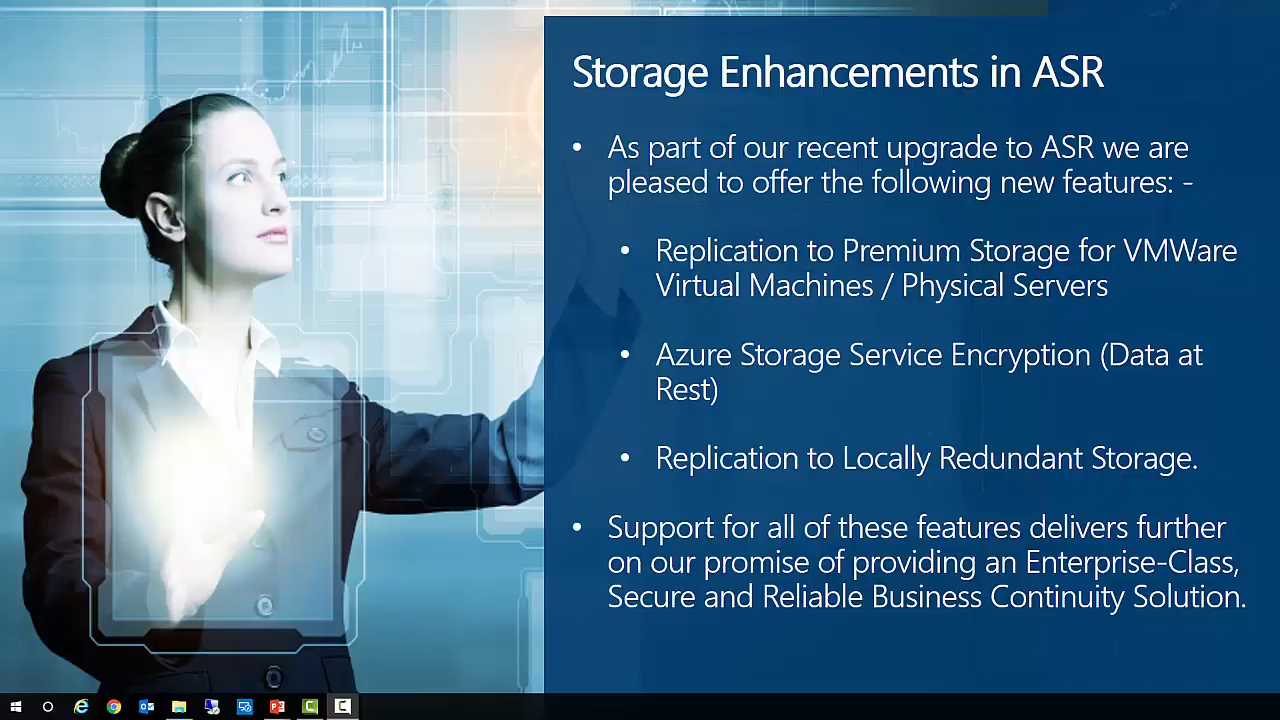 Storage Enhancements in ASR
• As part of our recent upgrade to ASR we are
pleased to offer the following new features: -
• Replication to Premium Storage for VMWare
Virtual Machines / Physical Servers
• Azure Storage Service Encryption (Data at
Rest)
• Replication to Locally Redundant Storage.
• Support for all of these features delivers further
on our promise of providing an Enterprise-Class,
Secure and Reliable Business Continuity Solution.